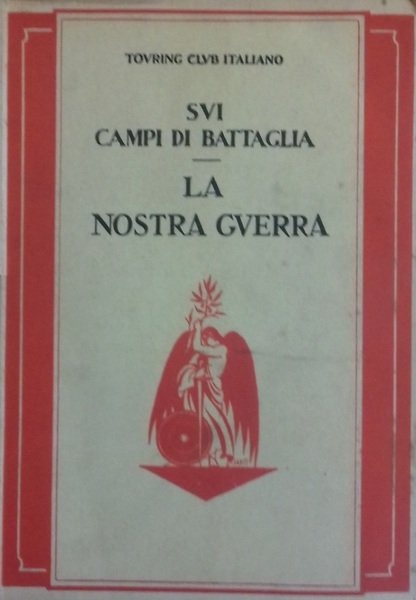 TOVRING CLVB ITALIANO
SVI
CAMPI DI BATTAGLIA
LA
NOSTRA GVERRA